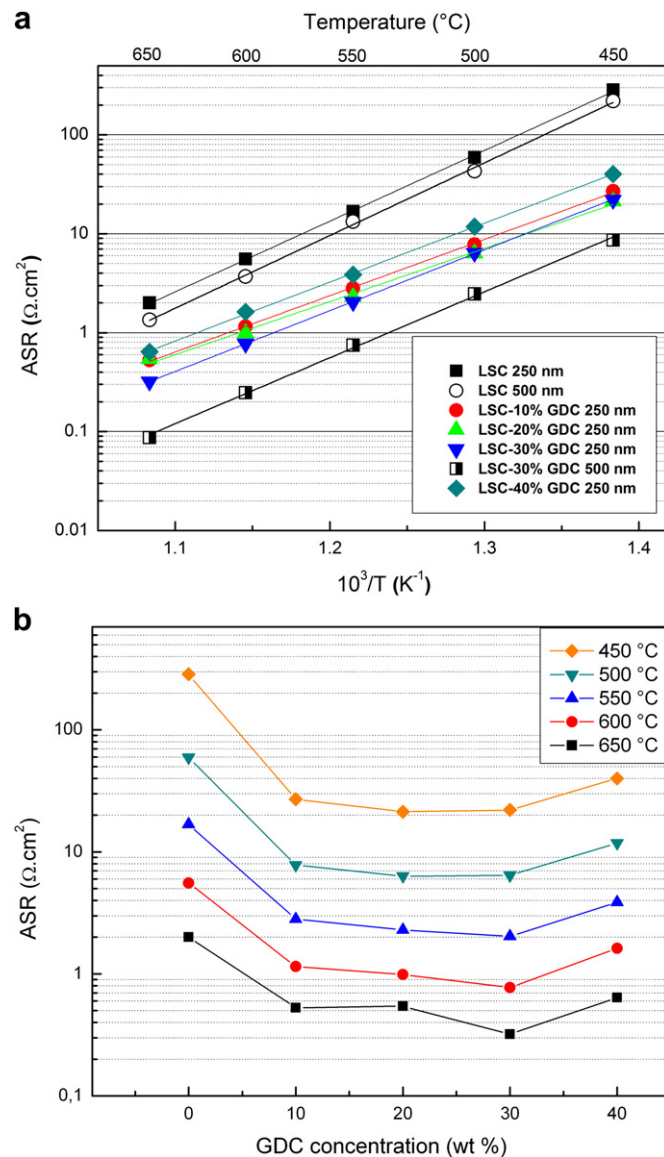 a
Temperature (°C)
650 600 550 500 450
100
10
1
0.1
0.01
ASR (Ω.cm²)
LSC 250 nm
LSC 500 nm
LSC-10% GDC 250 nm
LSC-20% GDC 250 nm
LSC-30% GDC 250 nm
LSC-30% GDC 500 nm
LSC-40% GDC 250 nm
1.1 1.2 1.3 1.4
10³/T (K⁻¹)
b
450 °C
500 °C
550 °C
600 °C
650 °C
100
10
1
0,1
ASR (Ω.cm²)
0 10 20 30 40
GDC concentration (wt %)